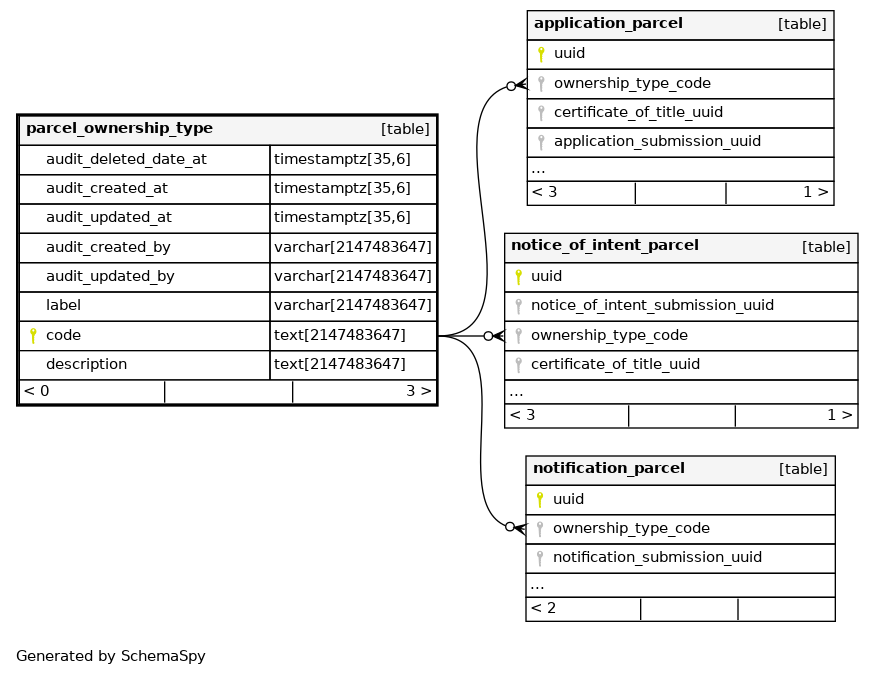 parcel_ownership_type [table]
audit_deleted_date_at timestamptz[35,6]
audit_created_at timestamptz[35,6]
audit_updated_at timestamptz[35,6]
audit_created_by varchar[2147483647]
audit_updated_by varchar[2147483647]
label varchar[2147483647]
code text[2147483647]
description text[2147483647]
< 0 3 >
application_parcel [table]
uuid
ownership_type_code
certificate_of_title_uuid
application_submission_uuid
...
< 3 1 >
notice_of_intent_parcel [table]
uuid
notice_of_intent_submission_uuid
ownership_type_code
certificate_of_title_uuid
...
< 3 1 >
notification_parcel [table]
uuid
ownership_type_code
notification_submission_uuid
...
< 2
Generated by SchemaSpy